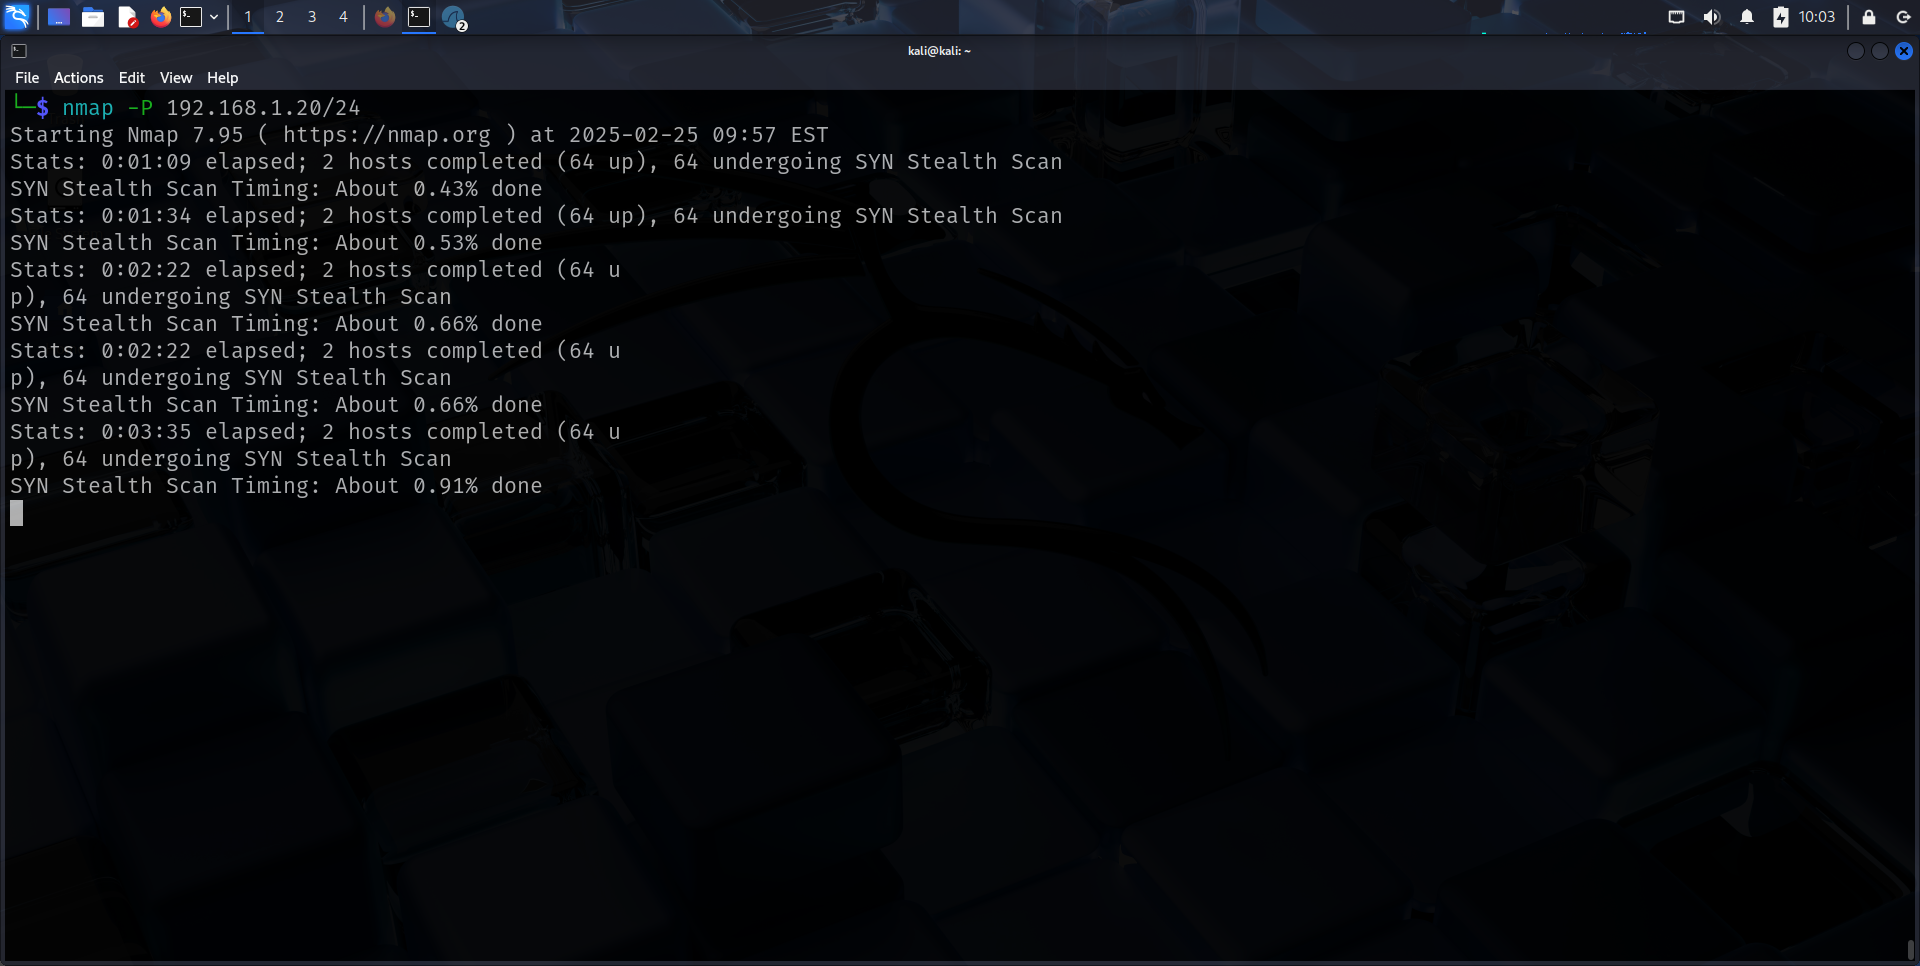 1 2 3 4
2
10:03
kali@kali: ~
File Actions Edit View Help
└─$ nmap -P 192.168.1.20/24
Starting Nmap 7.95 ( https://nmap.org ) at 2025-02-25 09:57 EST
Stats: 0:01:09 elapsed; 2 hosts completed (64 up), 64 undergoing SYN Stealth Scan
SYN Stealth Scan Timing: About 0.43% done
Stats: 0:01:34 elapsed; 2 hosts completed (64 up), 64 undergoing SYN Stealth Scan
SYN Stealth Scan Timing: About 0.53% done
Stats: 0:02:22 elapsed; 2 hosts completed (64 u
p), 64 undergoing SYN Stealth Scan
SYN Stealth Scan Timing: About 0.66% done
Stats: 0:02:22 elapsed; 2 hosts completed (64 u
p), 64 undergoing SYN Stealth Scan
SYN Stealth Scan Timing: About 0.66% done
Stats: 0:03:35 elapsed; 2 hosts completed (64 u
p), 64 undergoing SYN Stealth Scan
SYN Stealth Scan Timing: About 0.91% done